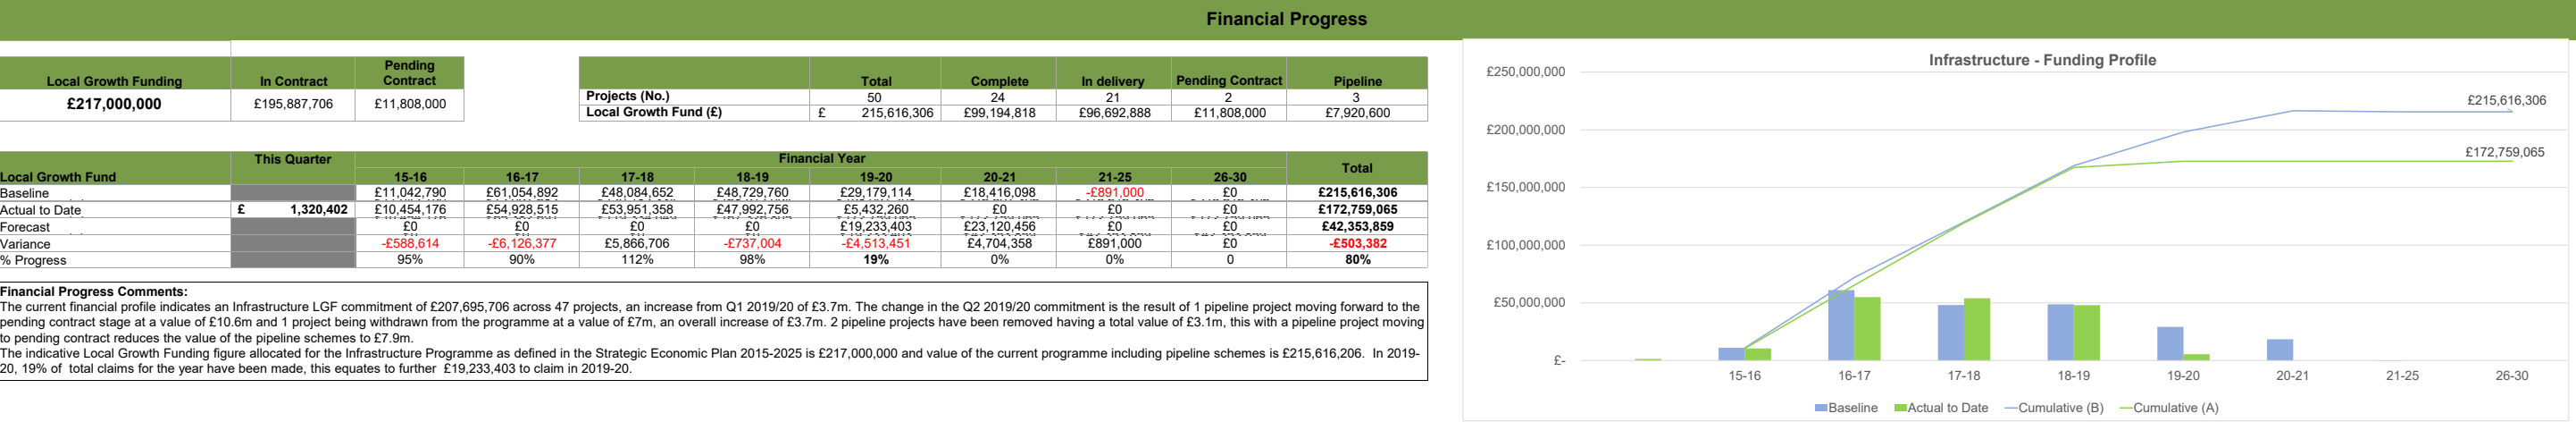 Financial Progress
Local Growth Funding In Contract Pending Contract
£217,000,000 £195,887,706 £11,808,000
Total Complete In delivery Pending Contract Pipeline
Projects (No.) 50 24 21 2 3
Local Growth Fund (£) £ 215,616,306 £99,194,818 £96,692,888 £11,808,000 £7,920,600
This Quarter Financial Year Total
Local Growth Fund 15-16 16-17 17-18 18-19 19-20 20-21 21-25 26-30
Baseline £11,042,790 £61,054,892 £48,084,652 £48,729,760 £29,179,114 £18,416,098 -£891,000 £0 £215,616,306
Actual to Date £ 1,320,402 £10,454,176 £54,928,515 £53,951,358 £47,992,756 £5,432,260 £0 £0 £0 £172,759,065
Forecast £0 £0 £0 £0 £19,233,403 £23,120,456 £0 £0 £42,353,859
Variance -£588,614 -£6,126,377 £5,866,706 -£737,004 -£4,513,451 £4,704,358 £891,000 £0 -£503,382
% Progress 95% 90% 112% 98% 19% 0% 0% 0 80%
Financial Progress Comments:
The current financial profile indicates an Infrastructure LGF commitment of £207,695,706 across 47 projects, an increase from Q1 2019/20 of £3.7m. The change in the Q2 2019/20 commitment is the result of 1 pipeline project moving forward to the
pending contract stage at a value of £10.6m and 1 project being withdrawn from the programme at a value of £7m, an overall increase of £3.7m. 2 pipeline projects have been removed having a total value of £3.1m, this with a pipeline project moving
to pending contract reduces the value of the pipeline schemes to £7.9m.
The indicative Local Growth Funding figure allocated for the Infrastructure Programme as defined in the Strategic Economic Plan 2015-2025 is £217,000,000 and value of the current programme including pipeline schemes is £215,616,206. In 2019-
20, 19% of total claims for the year have been made, this equates to further £19,233,403 to claim in 2019-20.
Infrastructure - Funding Profile
£250,000,000
£200,000,000
£150,000,000
£100,000,000
£50,000,000
£-
£215,616,306
£172,759,065
15-16 16-17 17-18 18-19 19-20 20-21 21-25 26-30
Baseline Actual to Date Cumulative (B) Cumulative (A)